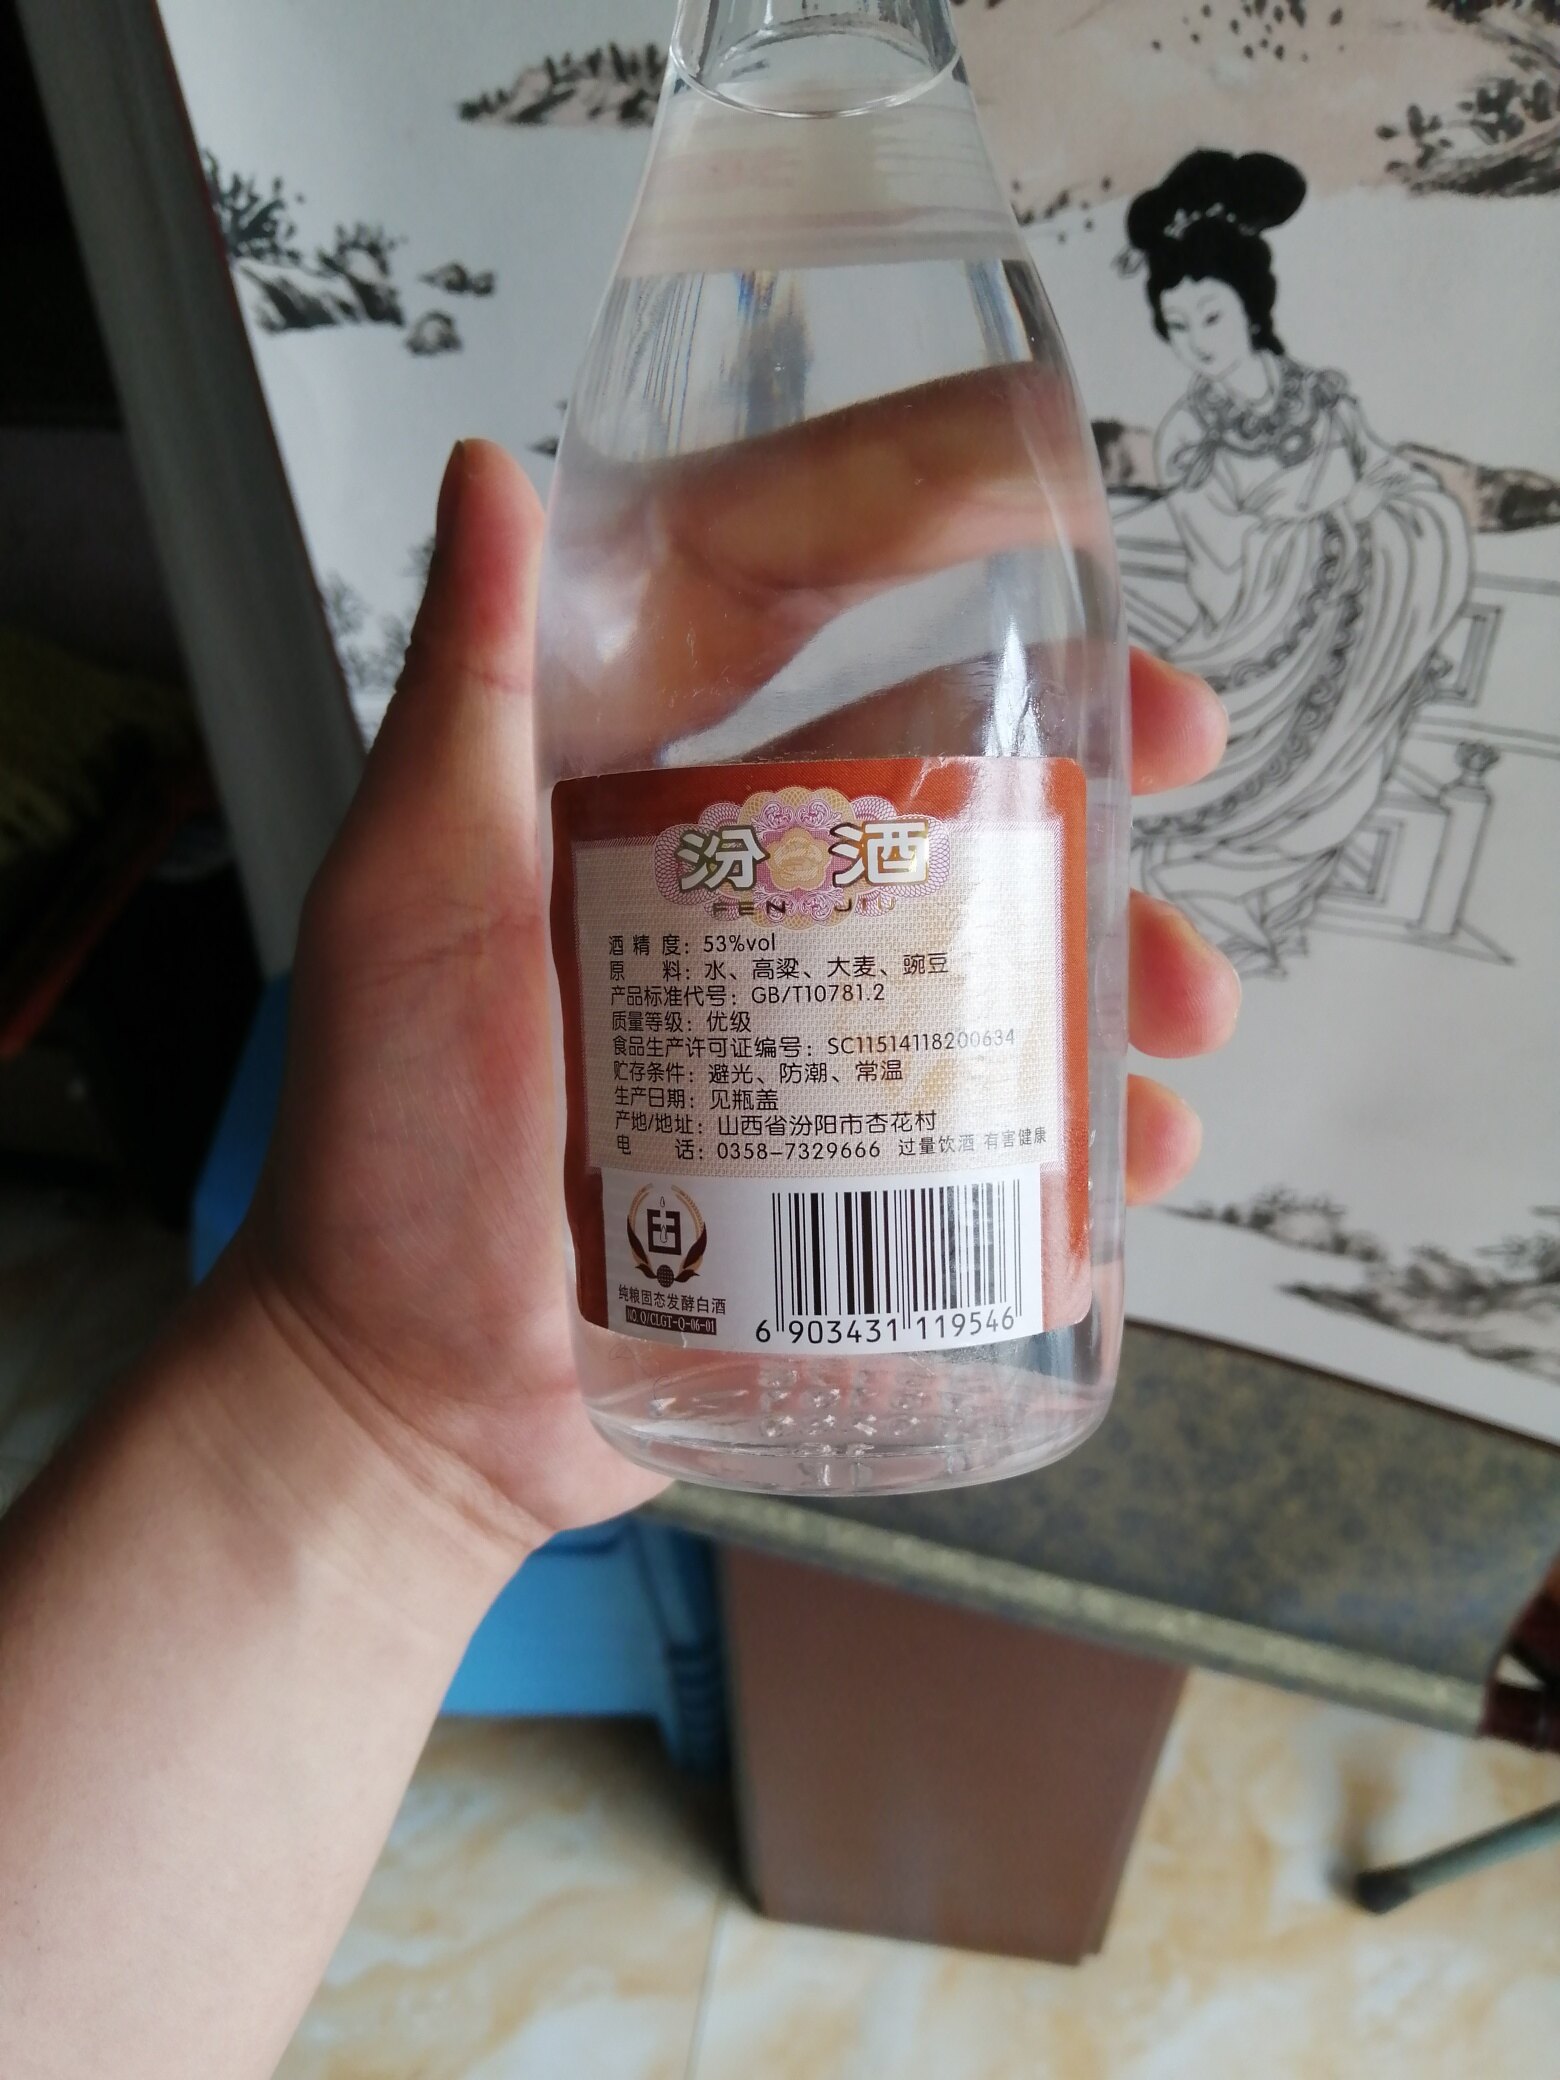 汾酒
FEN JIU
酒精度：53%vol
原料：水、高粱、大麦、豌豆
产品标准代号：GB/T10781.2
质量等级：优级
食品生产许可证编号：SC11514118200634
贮存条件：避光、防潮、常温
生产日期：见瓶盖
产地/地址：山西省汾阳市杏花村
电话：0358-7329666 过量饮酒 有害健康
纯粮固态发酵白酒
NO.Q/CLGT-Q-06-01
6 903431 119546